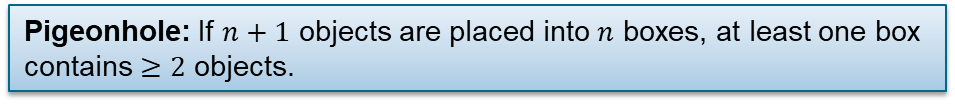 Pigeonhole: If n + 1 objects are placed into n boxes, at least one box
contains ≥ 2 objects.